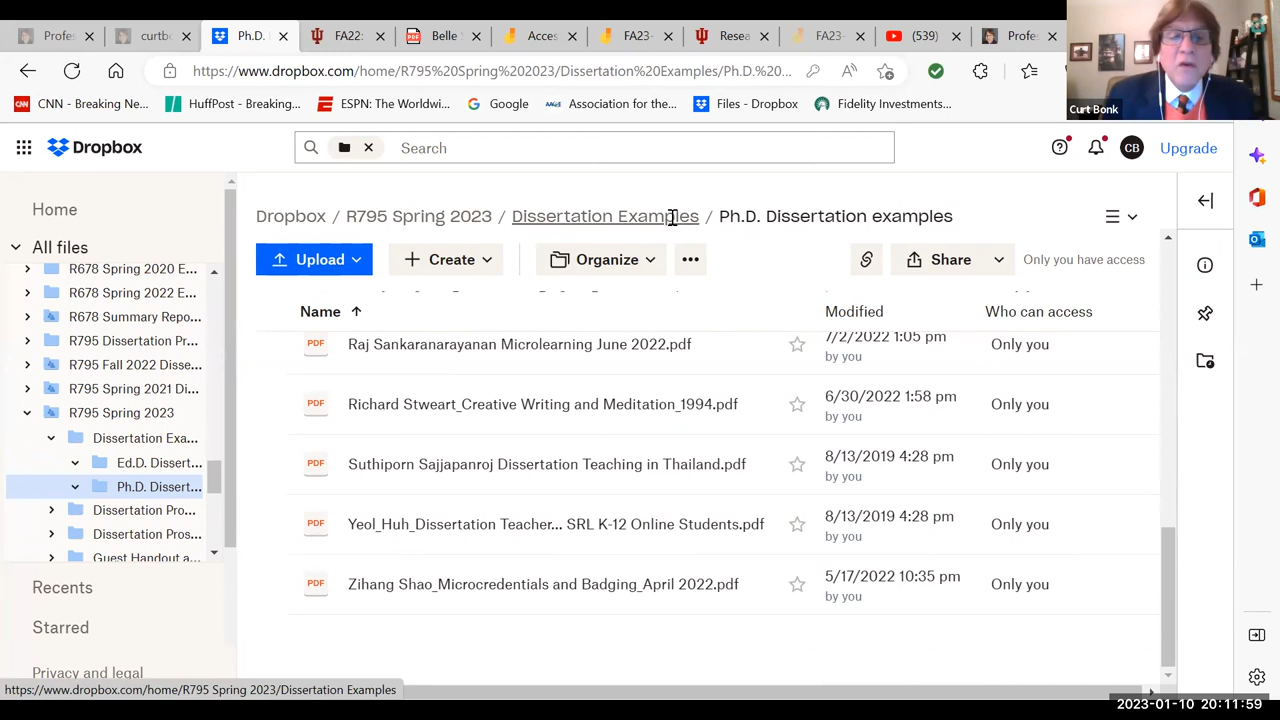 Profes
curtbo
Ph.D.
FA22:
Belle
Acces
FA23-
Resea
FA23-
(539)
Profes
https://www.dropbox.com/home/R795%20Spring%202023/Dissertation%20Examples/Ph.D.%20...
CNN - Breaking Ne...
HuffPost - Breaking...
ESPN: The Worldwi...
Google
Association for the...
Files - Dropbox
Fidelity Investments...
Curt Bonk
Dropbox
Search
CB
Upgrade
Home
All files
R678 Spring 2020 E...
R678 Spring 2022 E...
R678 Summary Repo...
R795 Dissertation Pr...
R795 Fall 2022 Disse...
R795 Spring 2021 Di...
R795 Spring 2023
Dissertation Exa...
Ed.D. Dissert...
Ph.D. Dissert...
Dissertation Pro...
Dissertation Pros...
Guest Handout a...
Recents
Starred
Privacy and legal
Dropbox / R795 Spring 2023 / Dissertation Examples / Ph.D. Dissertation examples
Upload
Create
Organize
Share
Only you have access
Name
Modified
Who can access
Raj Sankaranarayanan Microlearning June 2022.pdf
7/2/2022 1:05 pm
by you
Only you
Richard Stweart_Creative Writing and Meditation_1994.pdf
6/30/2022 1:58 pm
by you
Only you
Suthiporn Sajjapanroj Dissertation Teaching in Thailand.pdf
8/13/2019 4:28 pm
by you
Only you
Yeol_Huh_Dissertation Teacher... SRL K-12 Online Students.pdf
8/13/2019 4:28 pm
by you
Only you
Zihang Shao_Microcredentials and Badging_April 2022.pdf
5/17/2022 10:35 pm
by you
Only you
https://www.dropbox.com/home/R795 Spring 2023/Dissertation Examples
2023-01-10 20:11:59